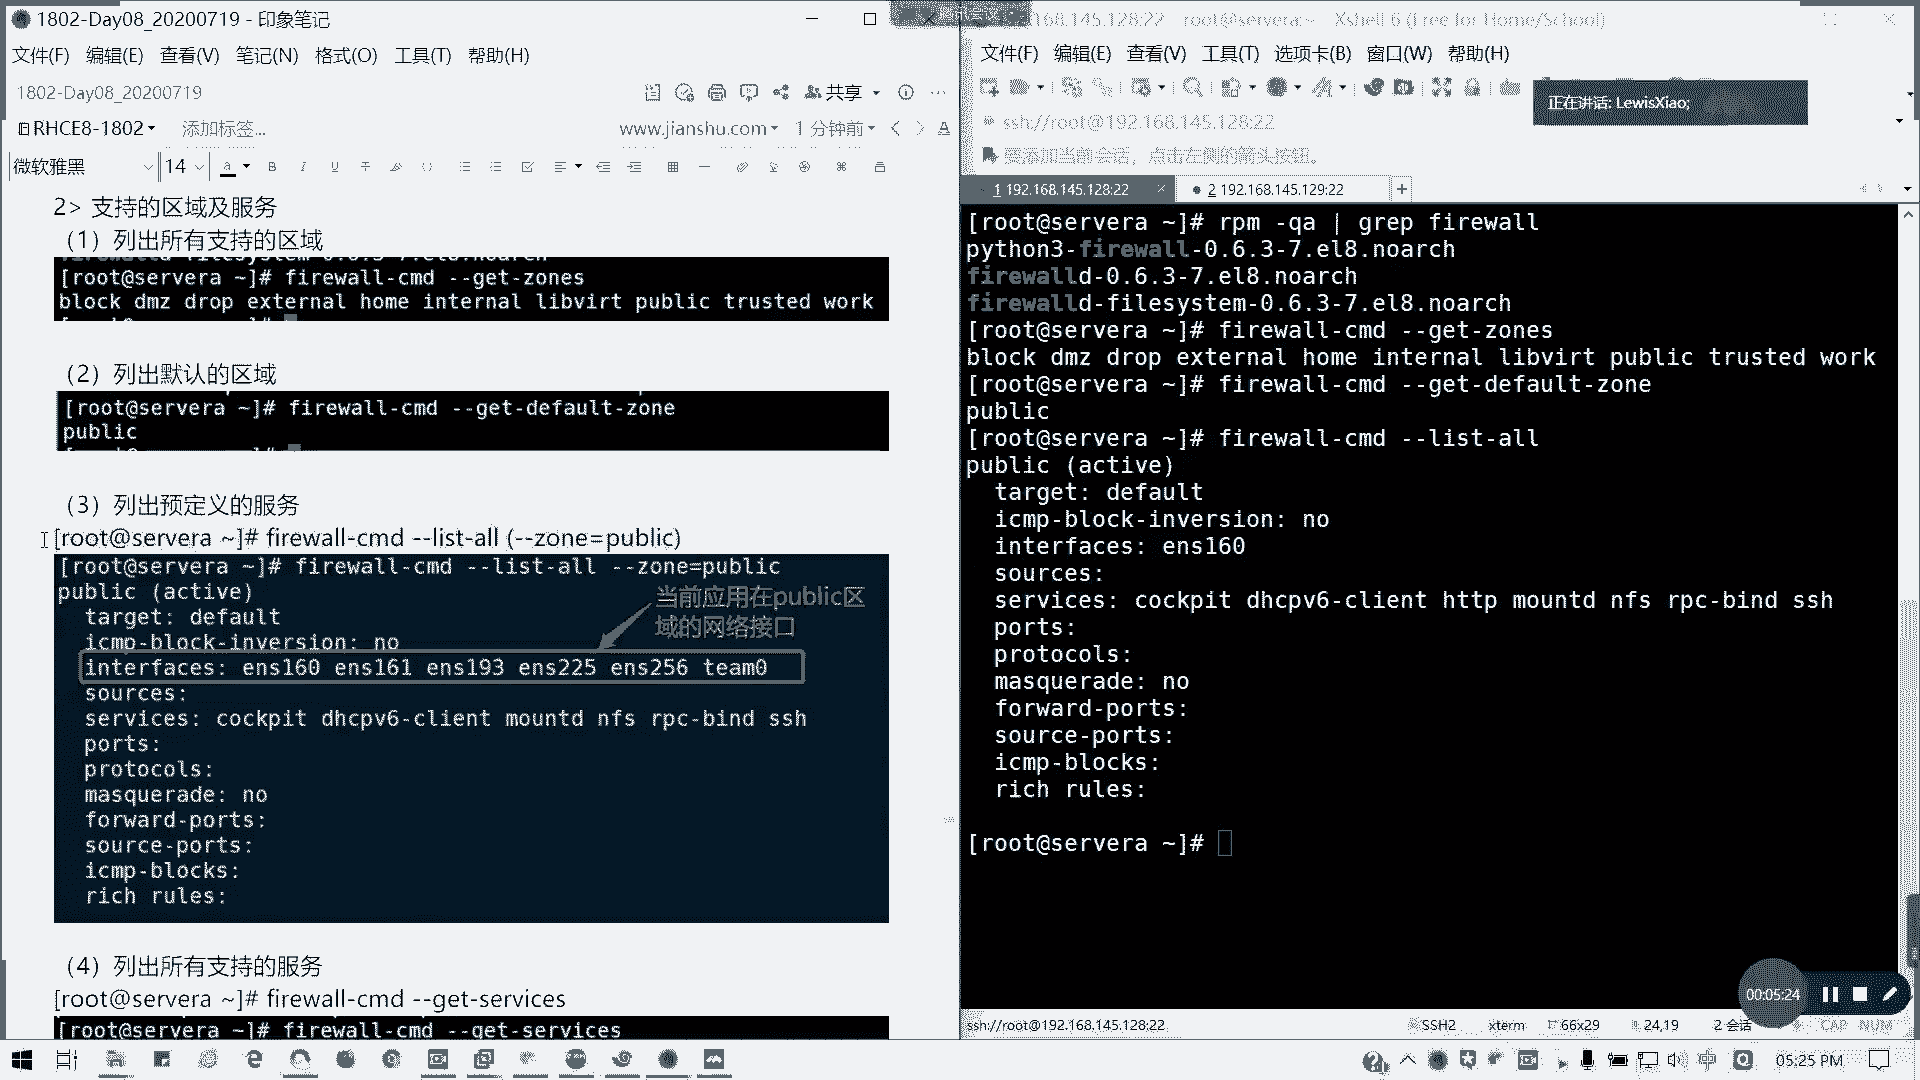 1802-Day08_20200719 - 印象笔记
文件(F) 编辑(E) 查看(V) 笔记(N) 格式(O) 工具(T) 帮助(H)
1802-Day08_20200719
共享
RHCE8-1802
添加标签...
www.jianshu.com
1 分钟前
微软雅黑
14
2> 支持的区域及服务
（1）列出所有支持的区域
[root@servera ~]# firewall-cmd --get-zones
block dmz drop external home internal libvirt public trusted work
（2）列出默认的区域
[root@servera ~]# firewall-cmd --get-default-zone
public
（3）列出预定义的服务
[root@servera ~]# firewall-cmd --list-all (--zone=public)
[root@servera ~]# firewall-cmd --list-all --zone=public
public (active)
当前应用在public区
域的网络接口
target: default
icmp-block-inversion: no
interfaces: ens160 ens161 ens193 ens225 ens256 team0
sources:
services: cockpit dhcpv6-client mountd nfs rpc-bind ssh
ports:
protocols:
masquerade: no
forward-ports:
source-ports:
icmp-blocks:
rich rules:
（4）列出所有支持的服务
[root@servera ~]# firewall-cmd --get-services
[root@servera ~]# firewall-cmd --get-services
192.168.145.128:22 - root@servera:~ - Xshell 6 (Free for Home/School)
文件(F) 编辑(E) 查看(V) 工具(T) 选项卡(B) 窗口(W) 帮助(H)
正在讲话: LewisXiao;
ssh://root@192.168.145.128:22
要添加当前会话，点击左侧的箭头按钮。
1 192.168.145.128:22
2 192.168.145.129:22
[root@servera ~]# rpm -qa | grep firewall
python3-firewall-0.6.3-7.el8.noarch
firewalld-0.6.3-7.el8.noarch
firewalld-filesystem-0.6.3-7.el8.noarch
[root@servera ~]# firewall-cmd --get-zones
block dmz drop external home internal libvirt public trusted work
[root@servera ~]# firewall-cmd --get-default-zone
public
[root@servera ~]# firewall-cmd --list-all
public (active)
target: default
icmp-block-inversion: no
interfaces: ens160
sources:
services: cockpit dhcpv6-client http mountd nfs rpc-bind ssh
ports:
protocols:
masquerade: no
forward-ports:
source-ports:
icmp-blocks:
rich rules:
[root@servera ~]#
00:05:24
ssh://root@192.168.145.128:22
SSH2
xterm
66x29
24,19
2 会话
CAP NUM
中
05:25 PM